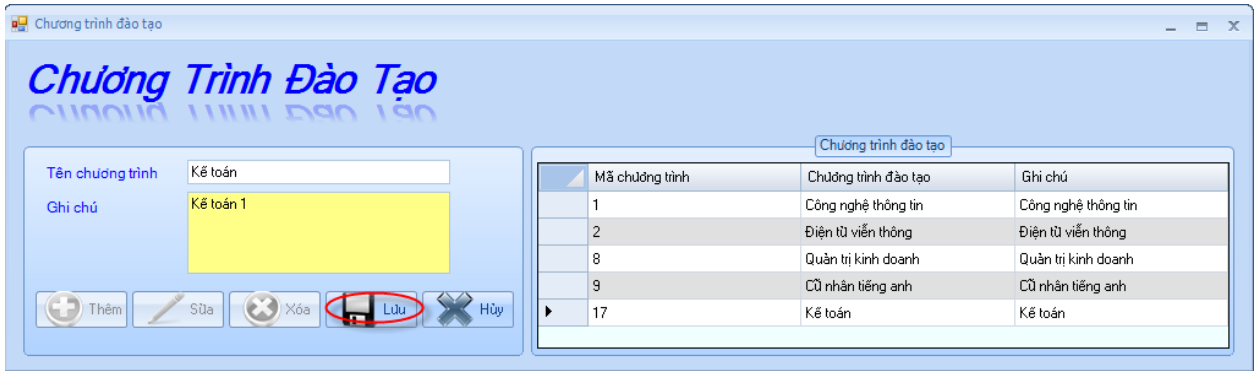 Chương trình đào tạo
Chương Trình Đào Tạo
Tên chương trình Kế toán
Ghi chú Kế toán 1
Thêm Sửa Xóa Lưu Hủy
Chương trình đào tạo
Mã chương trình Chương trình đào tạo Ghi chú
1 Công nghệ thông tin Công nghệ thông tin
2 Điện tử viễn thông Điện tử viễn thông
8 Quản trị kinh doanh Quản trị kinh doanh
9 Cử nhân tiếng anh Cử nhân tiếng anh
17 Kế toán Kế toán